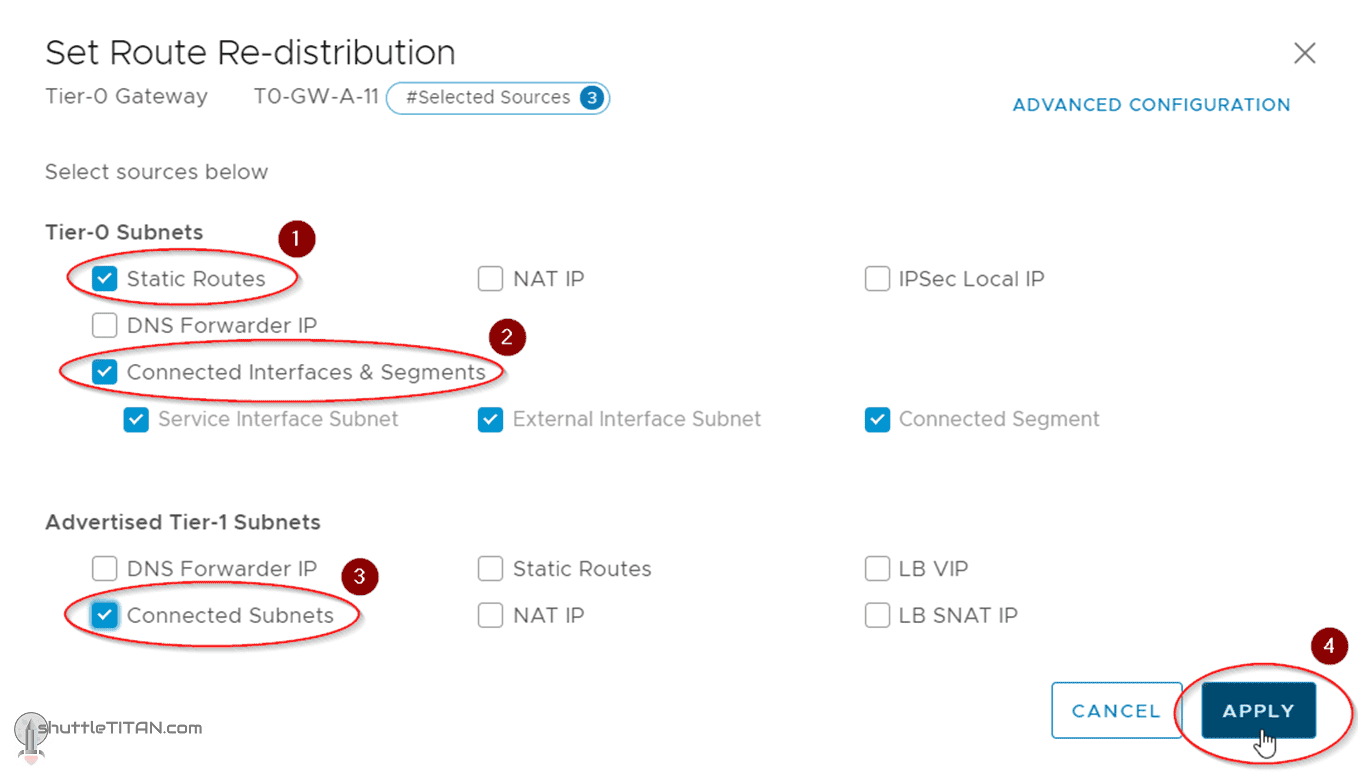 Set Route Re-distribution
Tier-0 Gateway T0-GW-A-11 #Selected Sources 3
ADVANCED CONFIGURATION
Select sources below
Tier-0 Subnets
1
Static Routes NAT IP IPSec Local IP
DNS Forwarder IP
2
Connected Interfaces & Segments
Service Interface Subnet External Interface Subnet Connected Segment
Advertised Tier-1 Subnets
DNS Forwarder IP Static Routes LB VIP
3
Connected Subnets NAT IP LB SNAT IP
4
CANCEL APPLY
shuttleTITAN.com